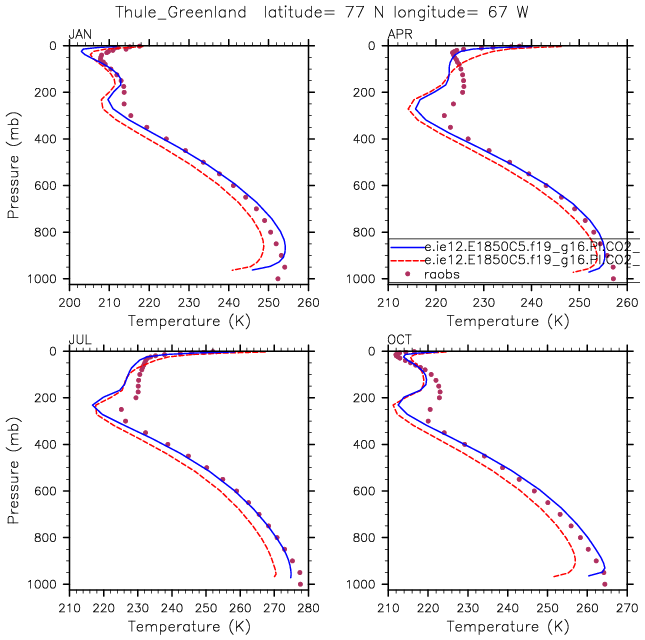 Thule_Greenland latitude= 77 N longitude= 67 W
JAN
0
200
400
600
800
1000
Pressure (mb)
200 210 220 230 240 250 260
Temperature (K)
APR
0
200
400
600
800
1000
e.ie12.E1850C5.f19_g16.PI.CO2_
e.ie12.E1850C5.f19_g16.PI.CO2_
raobs
210 220 230 240 250 260
Temperature (K)
JUL
0
200
400
600
800
1000
Pressure (mb)
210 220 230 240 250 260 270 280
Temperature (K)
OCT
0
200
400
600
800
1000
210 220 230 240 250 260 270
Temperature (K)